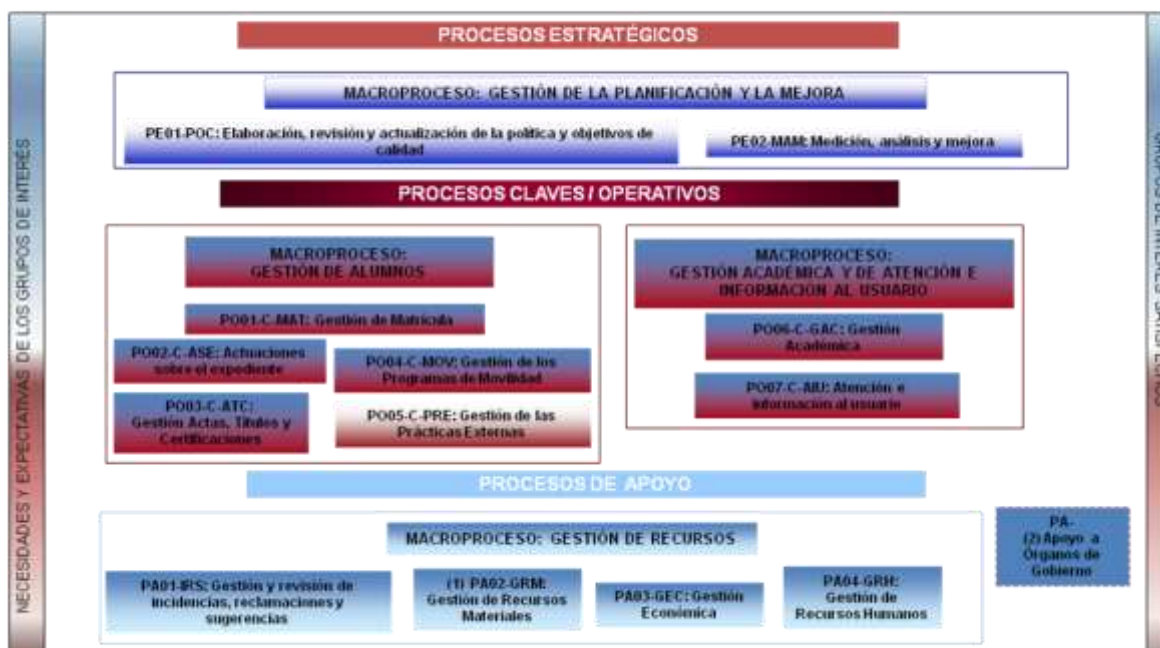 PROCESOS ESTRATÉGICOS
MACROPROCESO: GESTIÓN DE LA PLANIFICACIÓN Y LA MEJORA
PE01-POC: Elaboración, revisión y actualización de la política y objetivos de
calidad
PE02-MAM: Medición, análisis y mejora
NECESIDADES Y EXPECTATIVAS DE LOS GRUPOS DE INTERÉS
PROCESOS CLAVES / OPERATIVOS
MACROPROCESO:
GESTIÓN DE ALUMNOS
PO01-C-MAT: Gestión de Matrícula
PO02-C-ASE: Actuaciones
sobre el expediente
PO04-C-MOV: Gestión de los
Programas de Movilidad
PO03-C-ATC:
Gestión Actas, Títulos y
Certificaciones
PO05-C-PRE: Gestión de las
Prácticas Externas
MACROPROCESO:
GESTIÓN ACADÉMICA Y DE ATENCIÓN E
INFORMACIÓN AL USUARIO
PO06-C-GAC: Gestión
Académica
PO07-C-AIU: Atención e
información al usuario
GRUPOS DE INTERÉS SATISFECHOS
PROCESOS DE APOYO
MACROPROCESO: GESTIÓN DE RECURSOS
PA01-IRS: Gestión y revisión de
incidencias, reclamaciones y
sugerencias
(1) PA02-GRM:
Gestión de Recursos
Materiales
PA03-GEC: Gestión
Económica
PA04-GRH:
Gestión de
Recursos Humanos
PA-
(2) Apoyo a
Órganos de
Gobierno